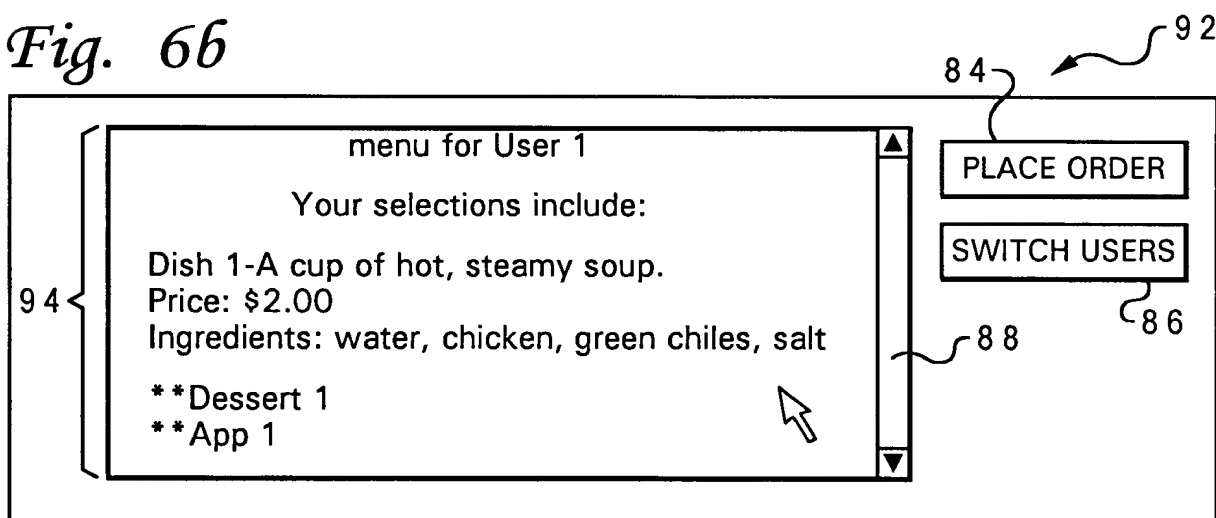 Fig. 6b
92
84
menu for User 1
PLACE ORDER
Your selections include:
SWITCH USERS
Dish 1-A cup of hot, steamy soup.
94
Price: $2.00
86
Ingredients: water, chicken, green chiles, salt
88
**Dessert 1
**App 1